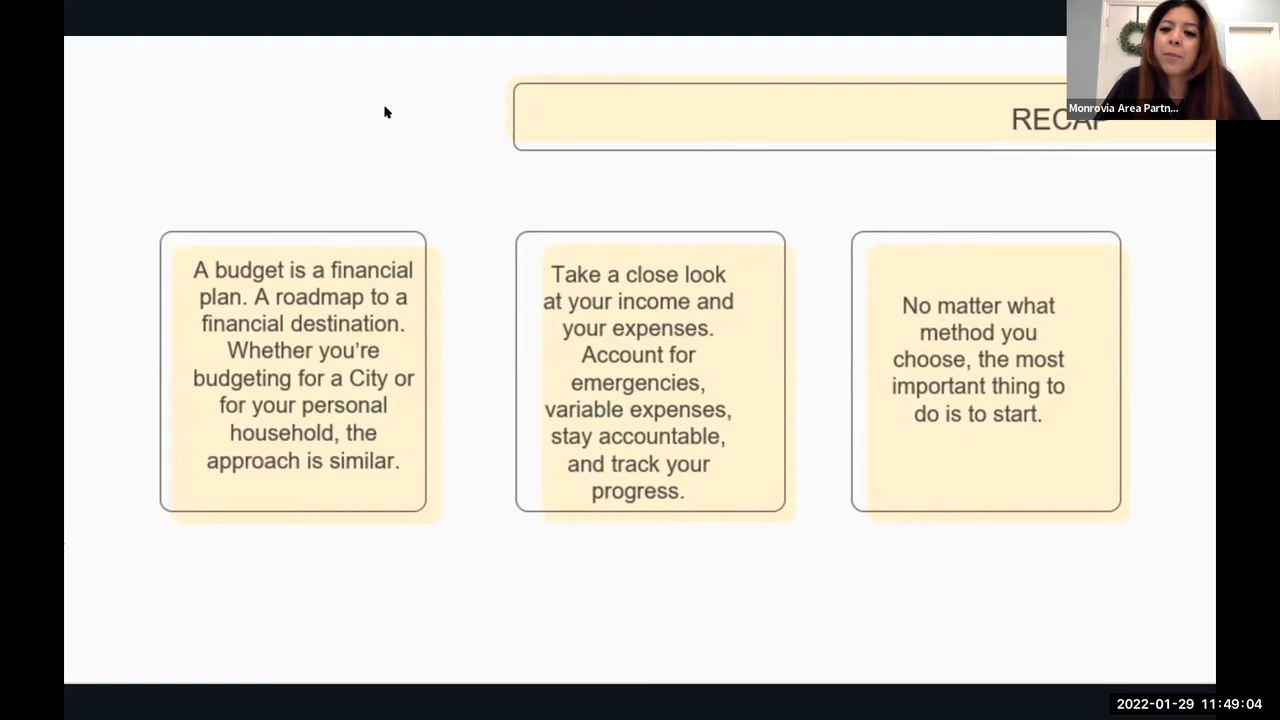 RECAP
Monrovia Area Partn...
A budget is a financial
plan. A roadmap to a
financial destination.
Whether you're
budgeting for a City or
for your personal
household, the
approach is similar.
Take a close look
at your income and
your expenses.
Account for
emergencies,
variable expenses,
stay accountable,
and track your
progress.
No matter what
method you
choose, the most
important thing to
do is to start.
2022-01-29 11:49:04